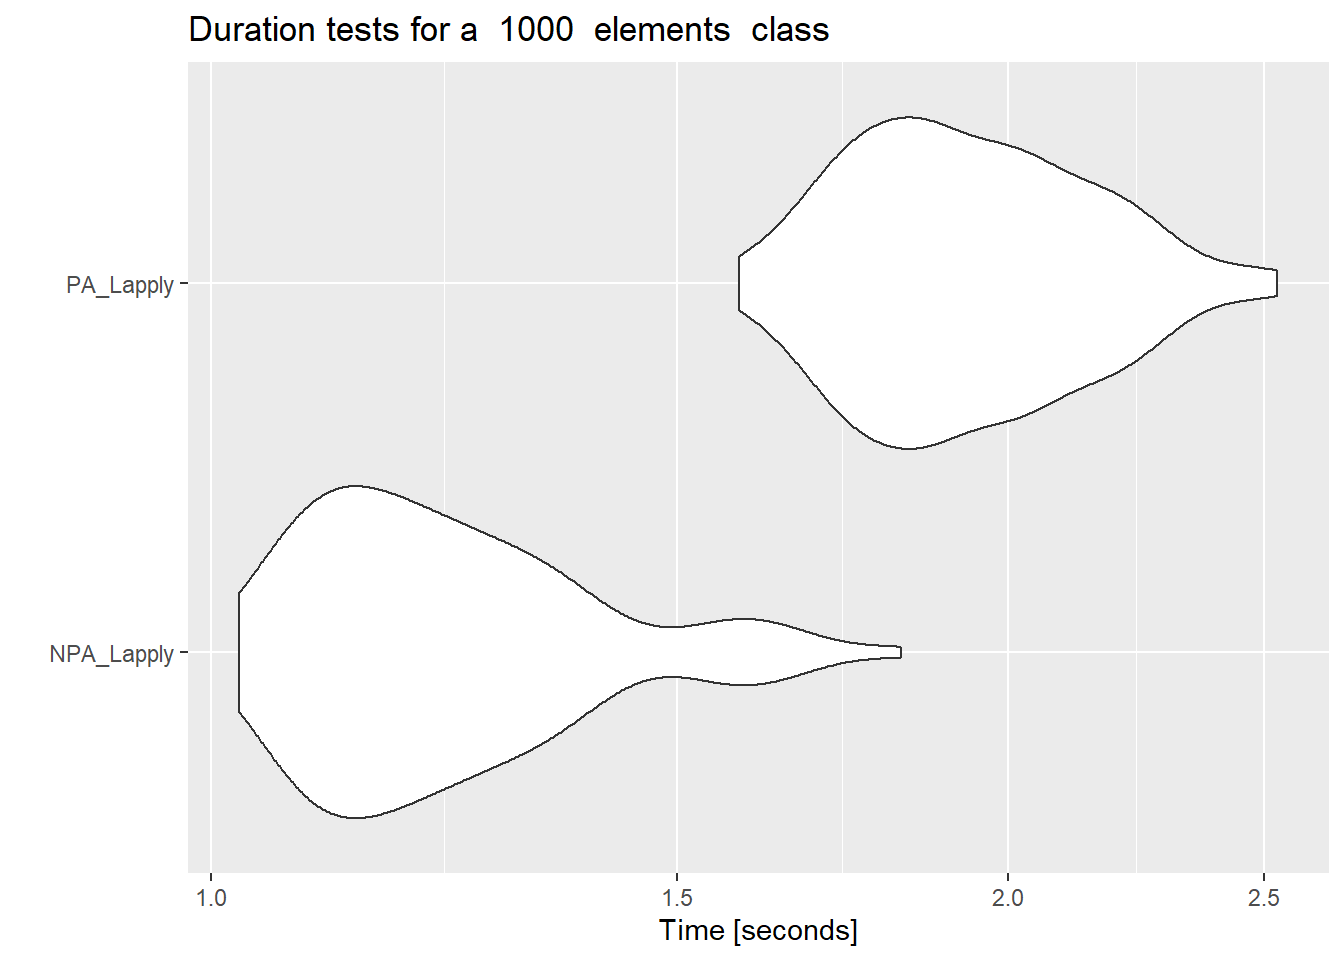 Duration tests for a  1000  elements  class
PA_Lapply
NPA_Lapply
1.0 1.5 2.0 2.5
Time [seconds]